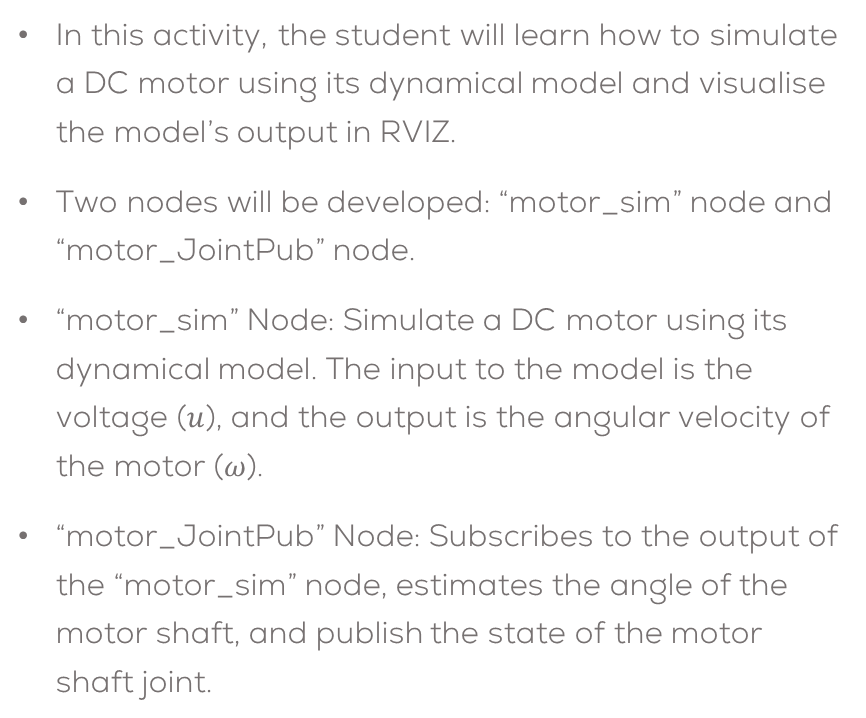 • In this activity, the student will learn how to simulate
a DC motor using its dynamical model and visualise
the model’s output in RVIZ.
• Two nodes will be developed: “motor_sim” node and
“motor_JointPub” node.
• “motor_sim” Node: Simulate a DC motor using its
dynamical model. The input to the model is the
voltage (u), and the output is the angular velocity of
the motor (ω).
• “motor_JointPub” Node: Subscribes to the output of
the “motor_sim” node, estimates the angle of the
motor shaft, and publish the state of the motor
shaft joint.